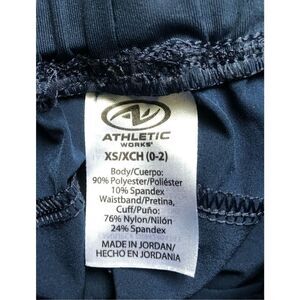 ATHLETIC
WORKS
XS/XCH (0-2)
Body/Cuerpo:
90% Polyester/Poliéster
10% Spandex
Waistband/Pretina,
Cuff/Puño:
76% Nylon/Nilón
24% Spandex
MADE IN JORDAN/
HECHO EN JORDANIA